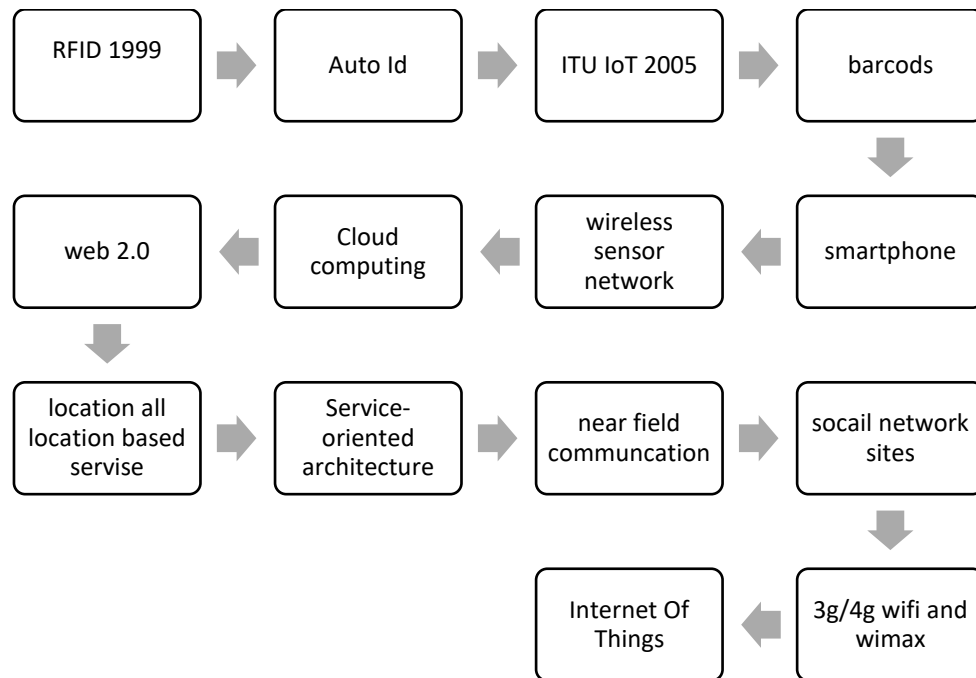 RFID 1999
Auto Id
ITU IoT 2005
barcods
smartphone
wireless
sensor
network
Cloud
computing
web 2.0
location all
location based
servise
Service-
oriented
architecture
near field
communcation
socail network
sites
3g/4g wifi and
wimax
Internet Of
Things